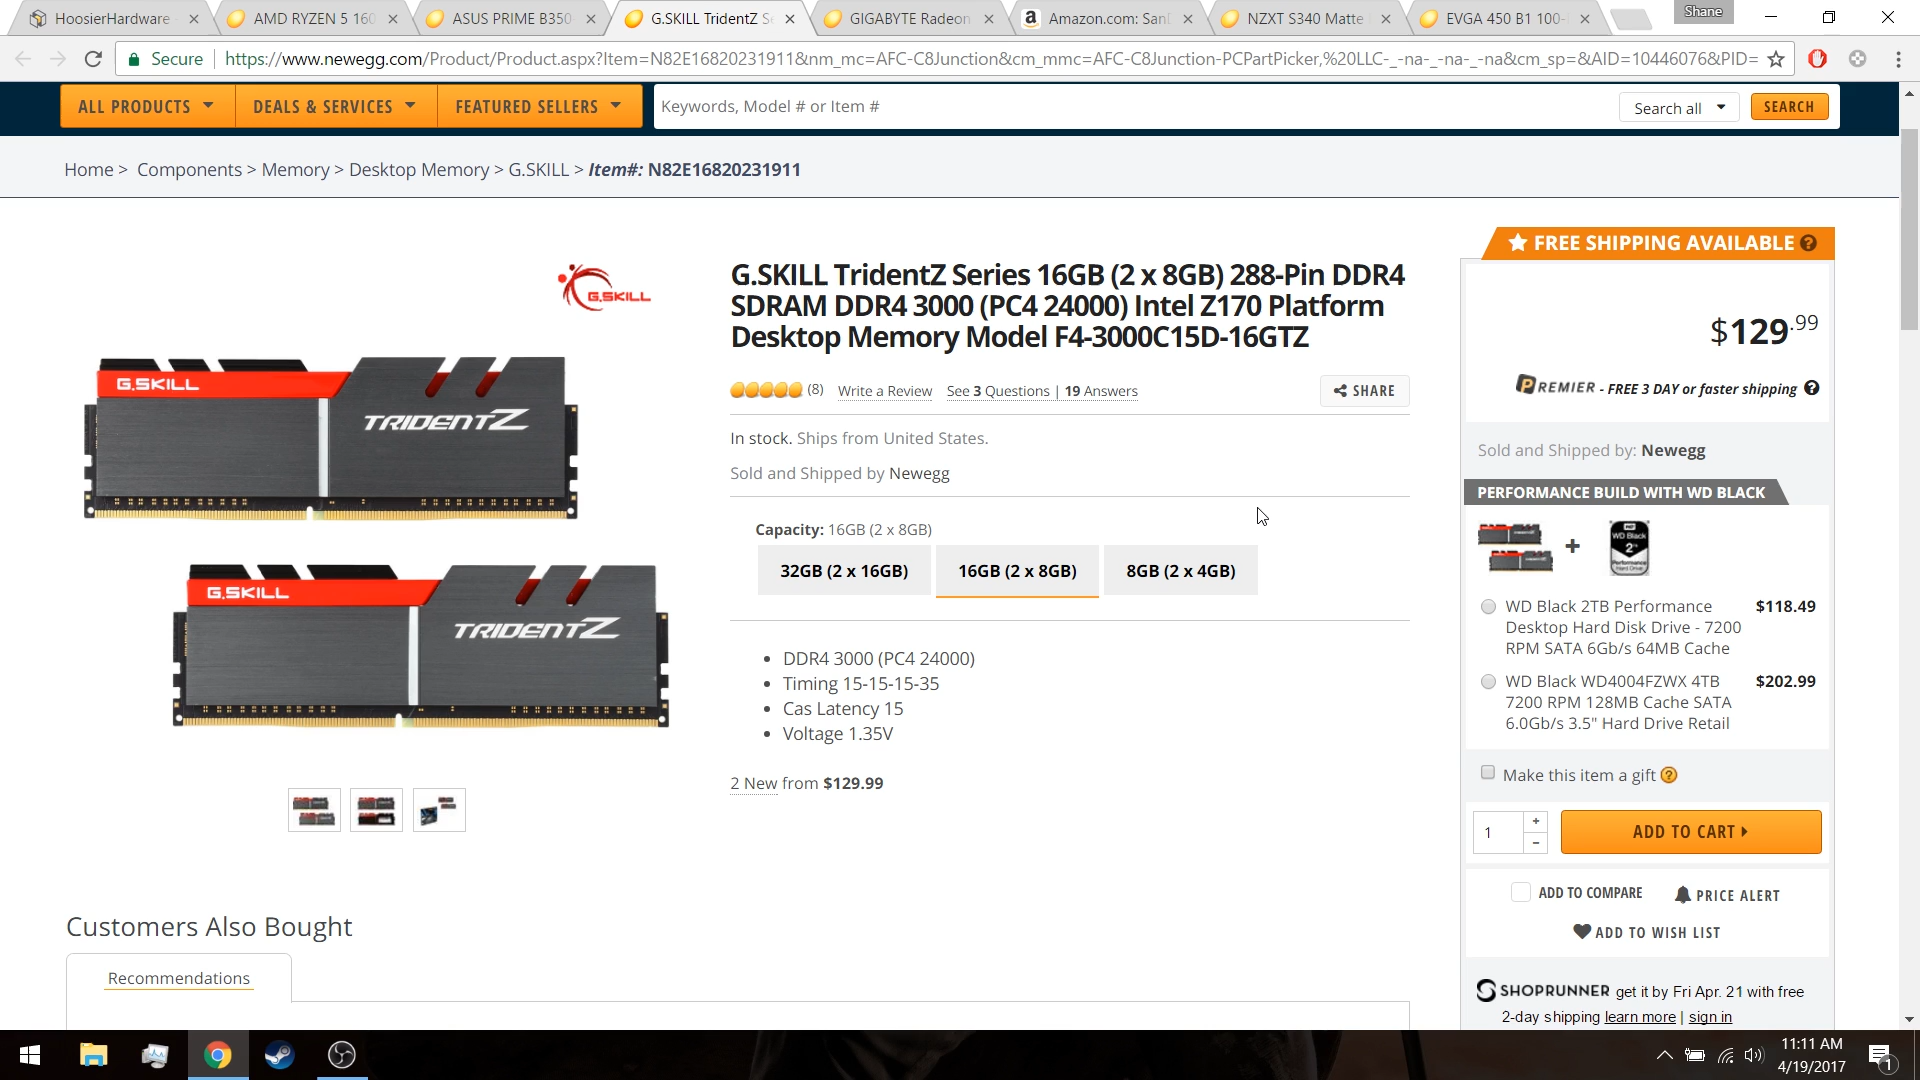 HoosierHardware
AMD RYZEN 5 160
ASUS PRIME B350
G.SKILL TridentZ Se
GIGABYTE Radeon
Amazon.com: SanD
NZXT S340 Matte
EVGA 450 B1 100-
Shane
Secure
https://www.newegg.com/Product/Product.aspx?Item=N82E16820231911&nm_mc=AFC-C8Junction&cm_mmc=AFC-C8Junction-PCPartPicker,%20LLC-_-na-_-na-_-na&cm_sp=&AID=10446076&PID=
ALL PRODUCTS
DEALS & SERVICES
FEATURED SELLERS
Keywords, Model # or Item #
Search all
SEARCH
Home > Components > Memory > Desktop Memory > G.SKILL > Item#: N82E16820231911
G.SKILL
G.SKILL
TRIDENTZ
G.SKILL
TRIDENTZ
G.SKILL TridentZ Series 16GB (2 x 8GB) 288-Pin DDR4
SDRAM DDR4 3000 (PC4 24000) Intel Z170 Platform
Desktop Memory Model F4-3000C15D-16GTZ
(8) Write a Review See 3 Questions | 19 Answers
SHARE
In stock. Ships from United States.
Sold and Shipped by Newegg
Capacity: 16GB (2 x 8GB)
32GB (2 x 16GB)
16GB (2 x 8GB)
8GB (2 x 4GB)
DDR4 3000 (PC4 24000)
Timing 15-15-15-35
Cas Latency 15
Voltage 1.35V
2 New from $129.99
FREE SHIPPING AVAILABLE ?
$129.99
PREMIER - FREE 3 DAY or faster shipping ?
Sold and Shipped by: Newegg
PERFORMANCE BUILD WITH WD BLACK
+
WD Black
2
WD Black 2TB Performance $118.49
Desktop Hard Disk Drive - 7200
RPM SATA 6Gb/s 64MB Cache
WD Black WD4004FZWX 4TB $202.99
7200 RPM 128MB Cache SATA
6.0Gb/s 3.5" Hard Drive Retail
Make this item a gift ?
1
+
-
ADD TO CART
ADD TO COMPARE
PRICE ALERT
ADD TO WISH LIST
SHOPRUNNER get it by Fri Apr. 21 with free
2-day shipping learn more | sign in
Customers Also Bought
Recommendations
11:11 AM
4/19/2017
1